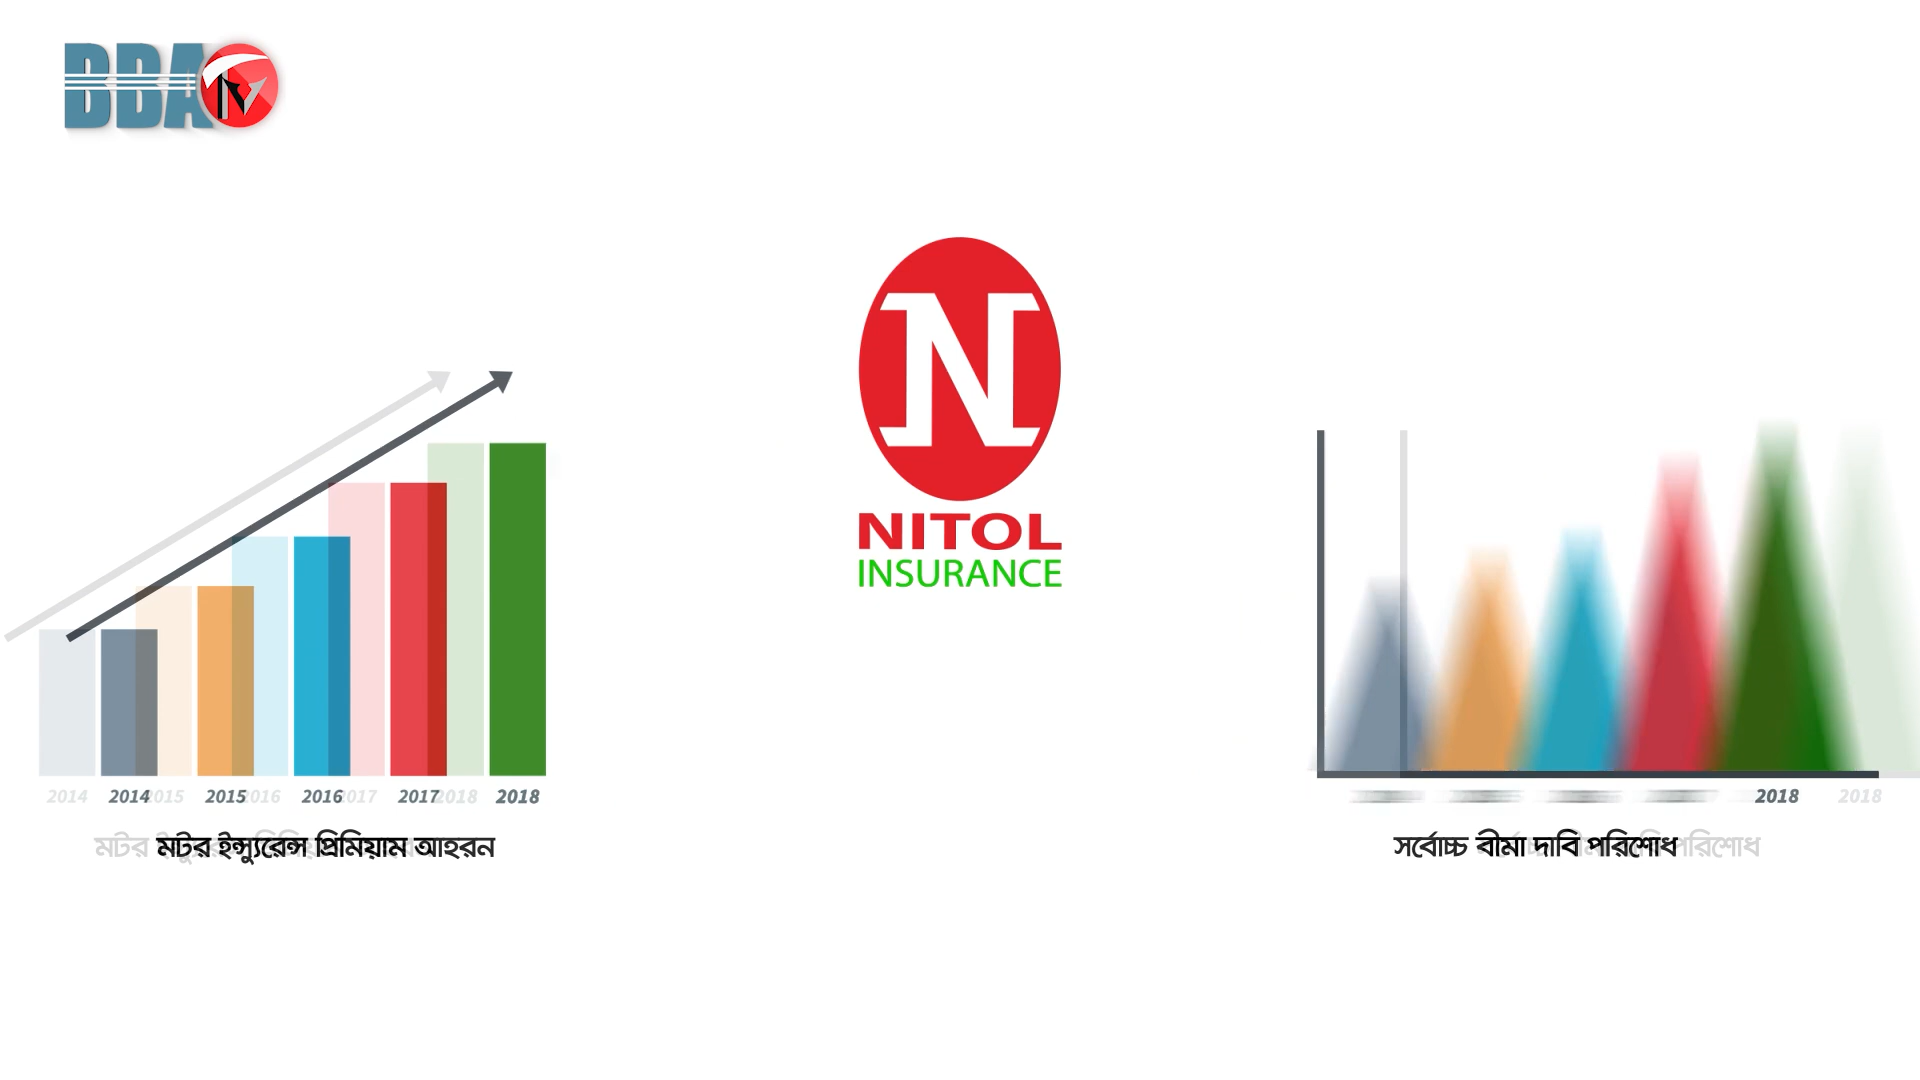 BBA TV
N
NITOL
INSURANCE
2014 2015 2016 2017 2018
মটর ইন্স্যুরেন্স প্রিমিয়াম আহরন
2018
সর্বোচ্চ বীমা দাবি পরিশোধ